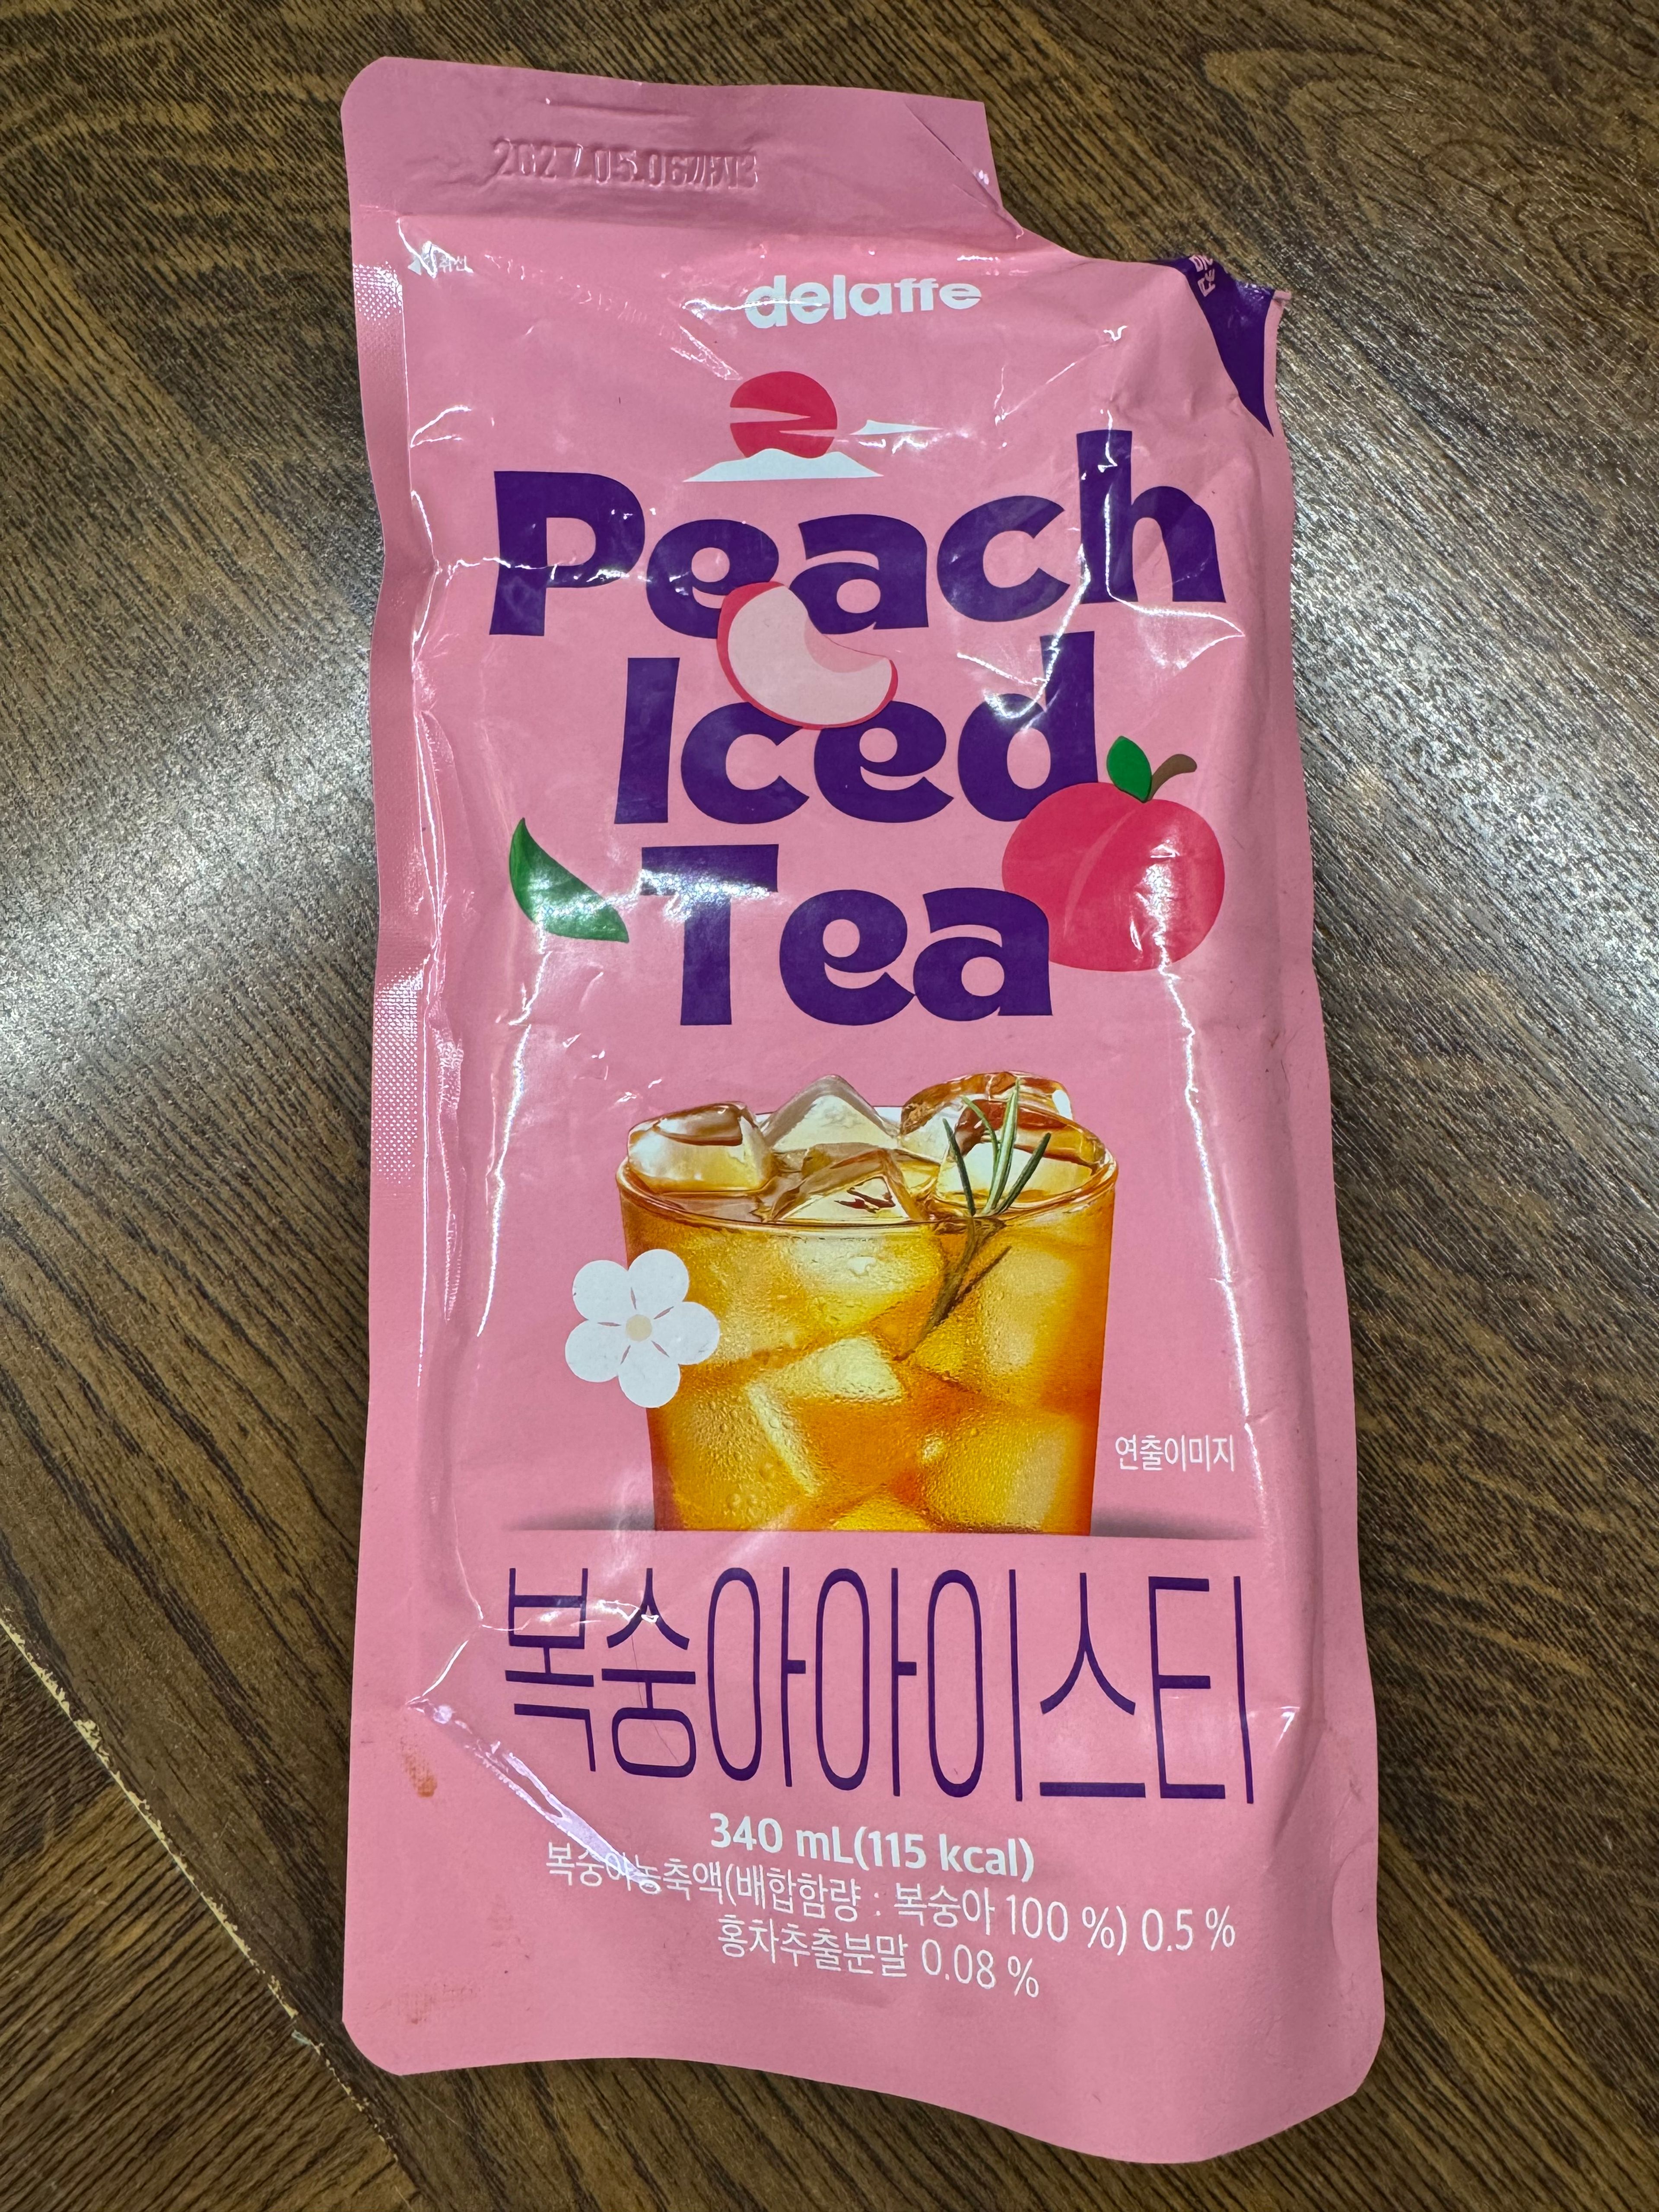 2027.05.06까지
delaffe
Peach
Iced
Tea
연출이미지
복숭아아이스티
340 mL(115 kcal)
복숭아농축액(배합함량 : 복숭아 100 %) 0.5 %
홍차추출분말 0.08 %